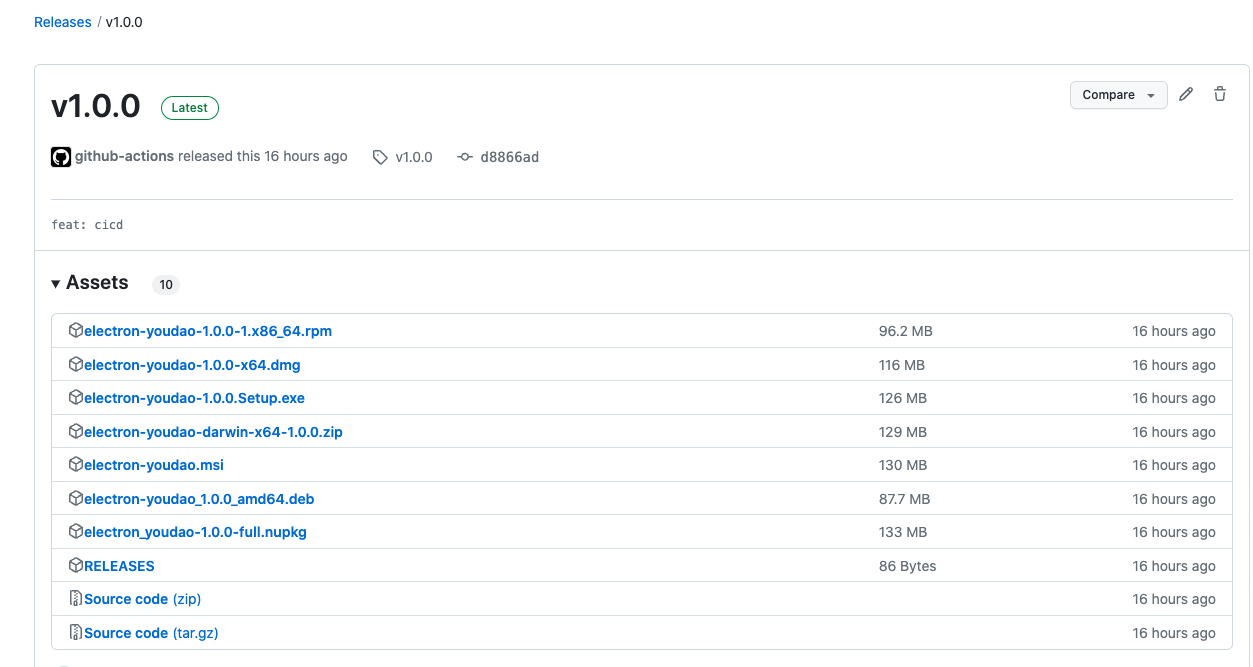 Releases / v1.0.0
v1.0.0 Latest Compare
github-actions released this 16 hours ago v1.0.0 d8866ad
feat: cicd
Assets 10
electron-youdao-1.0.0-1.x86_64.rpm 96.2 MB 16 hours ago
electron-youdao-1.0.0-x64.dmg 116 MB 16 hours ago
electron-youdao-1.0.0.Setup.exe 126 MB 16 hours ago
electron-youdao-darwin-x64-1.0.0.zip 129 MB 16 hours ago
electron-youdao.msi 130 MB 16 hours ago
electron-youdao_1.0.0_amd64.deb 87.7 MB 16 hours ago
electron_youdao-1.0.0-full.nupkg 133 MB 16 hours ago
RELEASES 86 Bytes 16 hours ago
Source code (zip) 16 hours ago
Source code (tar.gz) 16 hours ago